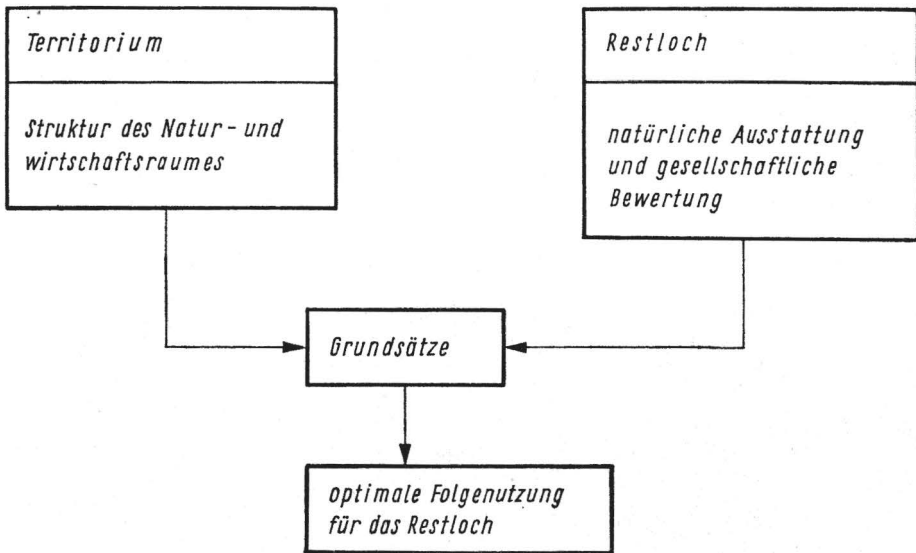 Territorium
Struktur des Natur- und
wirtschaftsraumes
Restloch
natürliche Ausstattung
und gesellschaftliche
Bewertung
Grundsätze
optimale Folgenutzung
für das Restloch